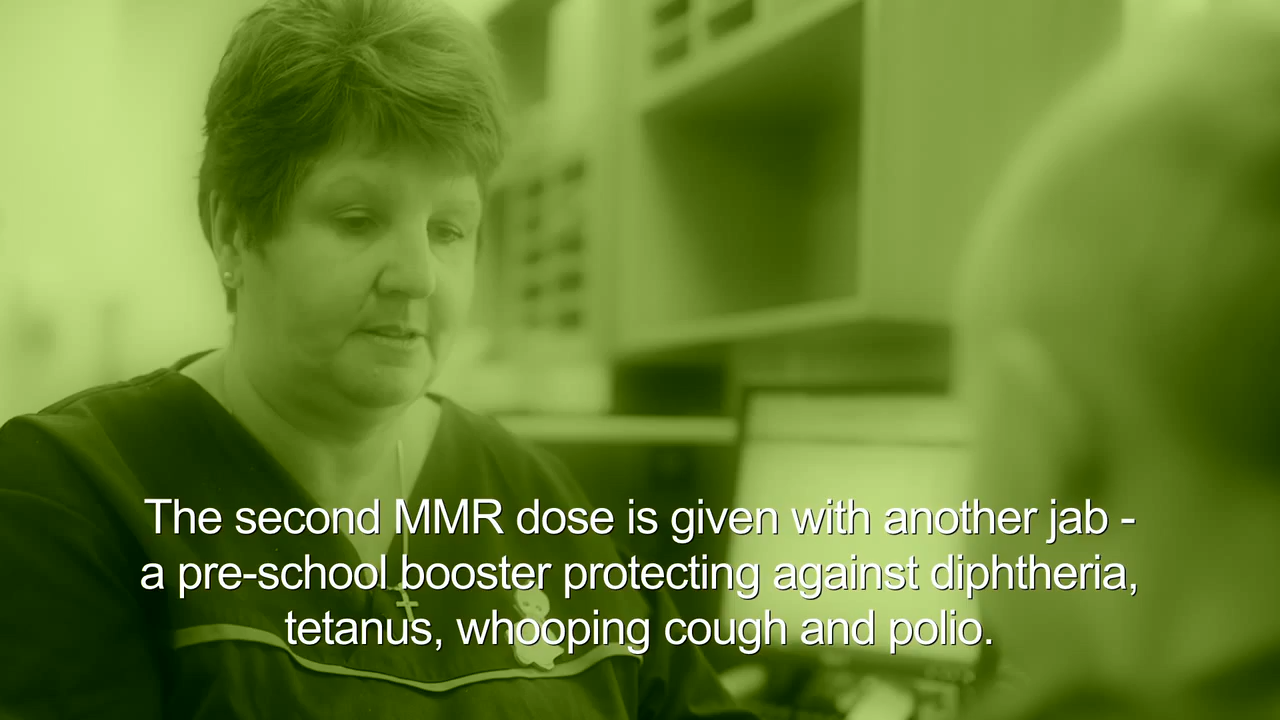 The second MMR dose is given with another jab -
a pre-school booster protecting against diphtheria,
tetanus, whooping cough and polio.